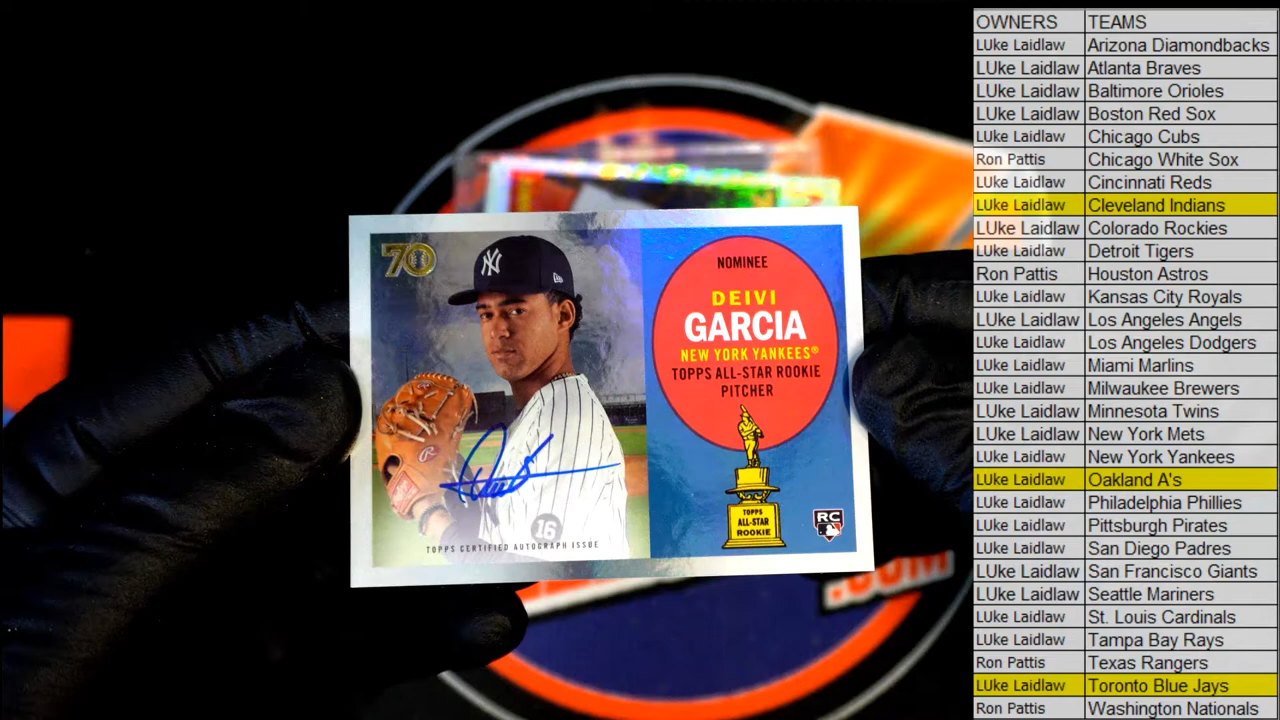 70
NY
NOMINEE
DEIVI
GARCIA
NEW YORK YANKEES®
TOPPS ALL-STAR ROOKIE
PITCHER
TOPPS
ALL-STAR
ROOKIE
RC
16
TOPPS CERTIFIED AUTOGRAPH ISSUE
.COM
OWNERS TEAMS
LUke Laidlaw Arizona Diamondbacks
LUke Laidlaw Atlanta Braves
LUke Laidlaw Baltimore Orioles
LUke Laidlaw Boston Red Sox
LUke Laidlaw Chicago Cubs
Ron Pattis Chicago White Sox
LUke Laidlaw Cincinnati Reds
LUke Laidlaw Cleveland Indians
LUke Laidlaw Colorado Rockies
LUke Laidlaw Detroit Tigers
Ron Pattis Houston Astros
LUke Laidlaw Kansas City Royals
LUke Laidlaw Los Angeles Angels
LUke Laidlaw Los Angeles Dodgers
LUke Laidlaw Miami Marlins
LUke Laidlaw Milwaukee Brewers
LUke Laidlaw Minnesota Twins
LUke Laidlaw New York Mets
LUke Laidlaw New York Yankees
LUke Laidlaw Oakland A's
LUke Laidlaw Philadelphia Phillies
LUke Laidlaw Pittsburgh Pirates
LUke Laidlaw San Diego Padres
LUke Laidlaw San Francisco Giants
LUke Laidlaw Seattle Mariners
LUke Laidlaw St. Louis Cardinals
LUke Laidlaw Tampa Bay Rays
Ron Pattis Texas Rangers
LUke Laidlaw Toronto Blue Jays
Ron Pattis Washington Nationals